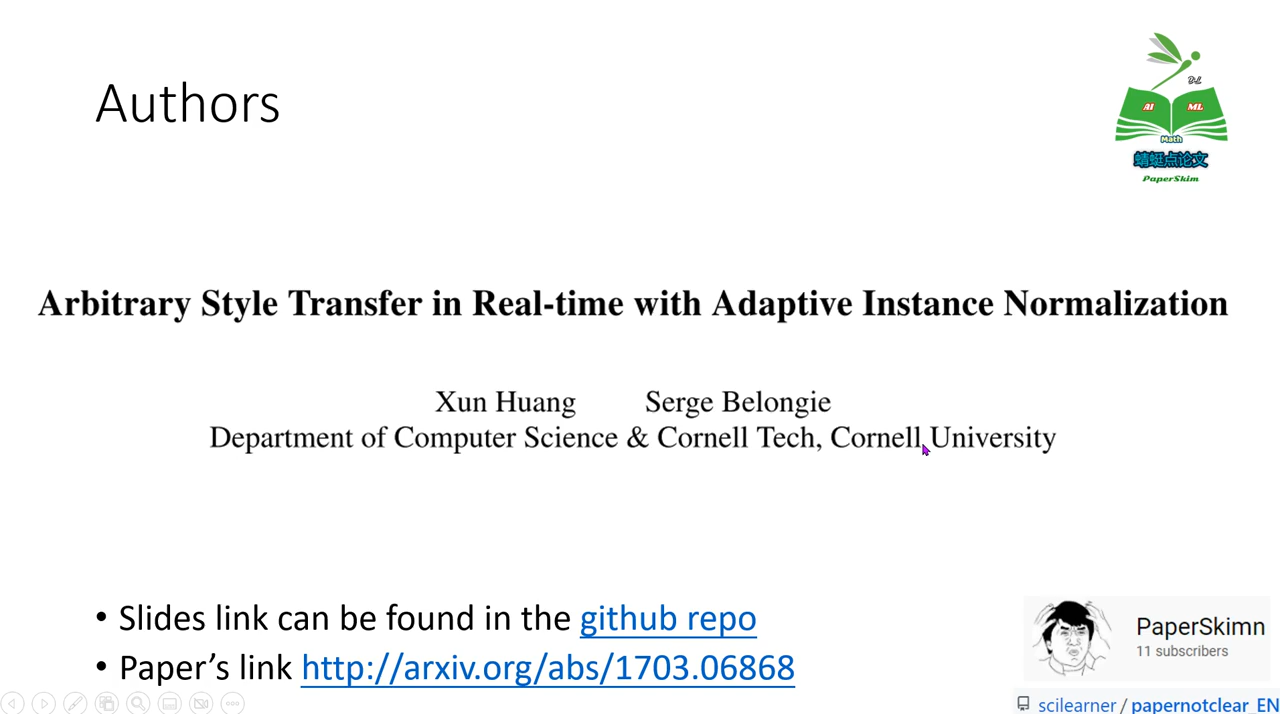 Authors
D-L
AI
ML
Math
蜻蜓点论文
PaperSkim
Arbitrary Style Transfer in Real-time with Adaptive Instance Normalization
Xun Huang Serge Belongie
Department of Computer Science & Cornell Tech, Cornell University
• Slides link can be found in the github repo
• Paper’s link http://arxiv.org/abs/1703.06868
PaperSkimn
11 subscribers
scilearner / papernotclear_EN